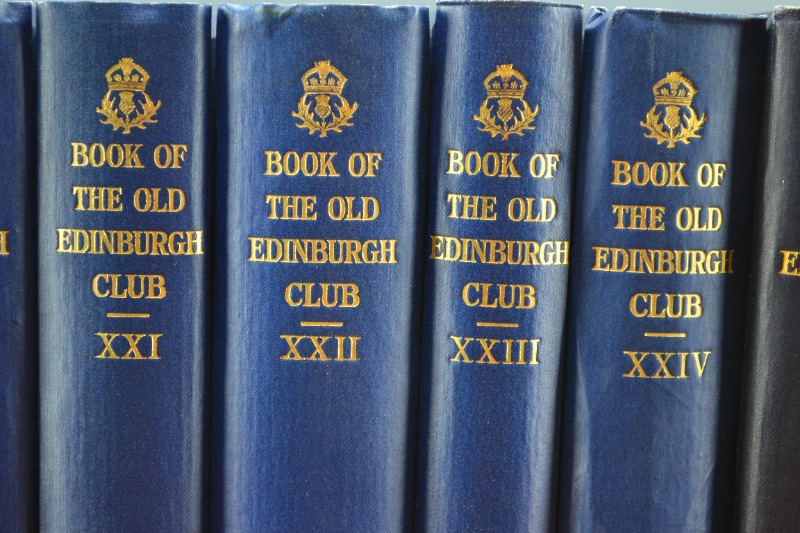 BOOK OF
THE OLD
EDINBURGH
CLUB
XXI
BOOK OF
THE OLD
EDINBURGH
CLUB
XXII
BOOK OF
THE OLD
EDINBURGH
CLUB
XXIII
BOOK OF
THE OLD
EDINBURGH
CLUB
XXIV